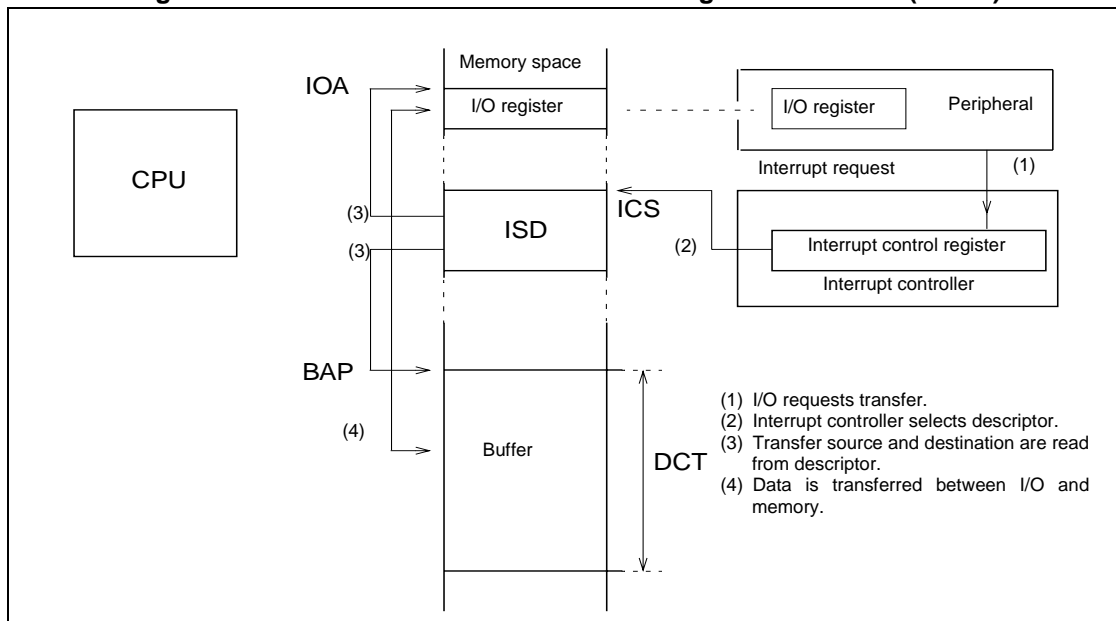 Memory space
IOA
I/O register
I/O register
Peripheral
Interrupt request
(1)
CPU
(3)
ISD
ICS
(3)
(2)
Interrupt control register
Interrupt controller
BAP
(4)
Buffer
DCT
(1) I/O requests transfer.
(2) Interrupt controller selects descriptor.
(3) Transfer source and destination are read
from descriptor.
(4) Data is transferred between I/O and
memory.